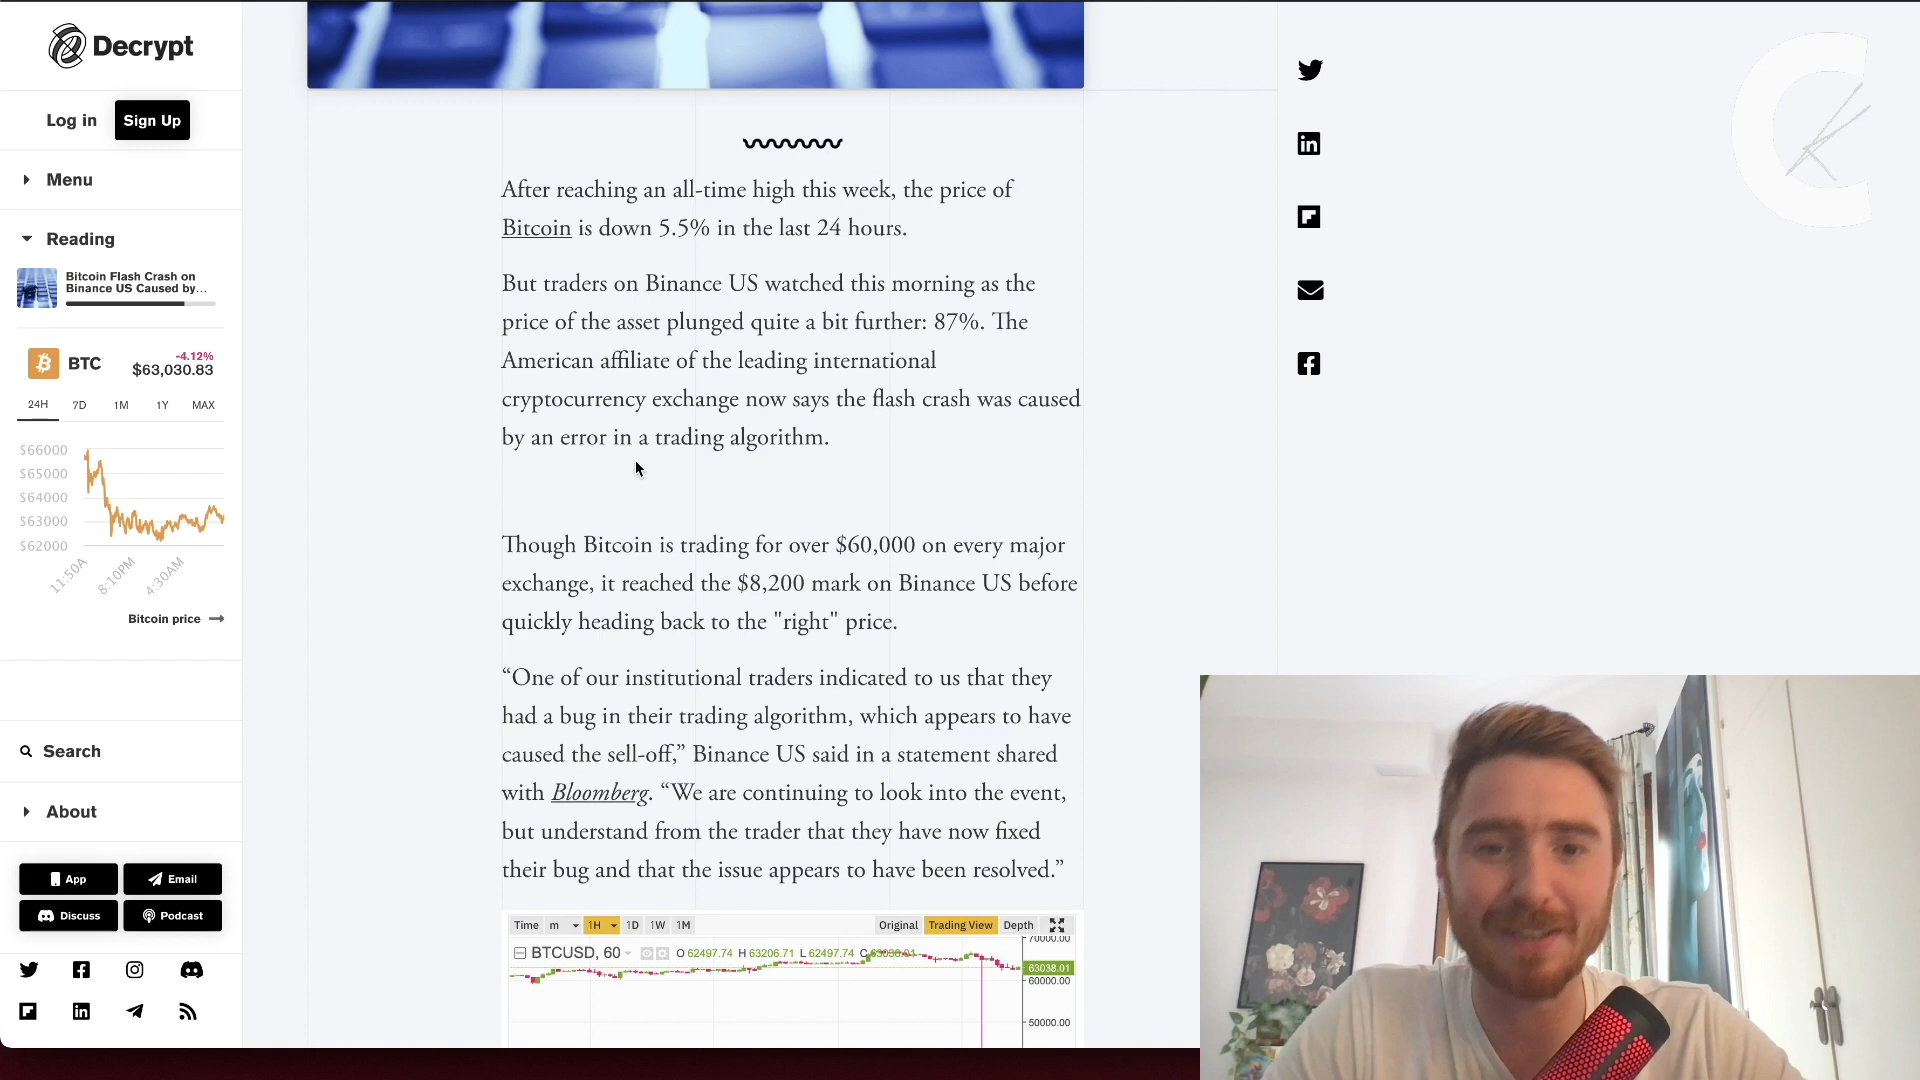 Decrypt
Log in
Sign Up
Menu
Reading
Bitcoin Flash Crash on
Binance US Caused by...
BTC
-4.12%
$63,030.83
24H 7D 1M 1Y MAX
$66000
$65000
$64000
$63000
$62000
11:50A 8:10PM 4:30AM
Bitcoin price
Search
About
App Email
Discuss Podcast
After reaching an all-time high this week, the price of
Bitcoin is down 5.5% in the last 24 hours.
But traders on Binance US watched this morning as the
price of the asset plunged quite a bit further: 87%. The
American affiliate of the leading international
cryptocurrency exchange now says the flash crash was caused
by an error in a trading algorithm.
Though Bitcoin is trading for over $60,000 on every major
exchange, it reached the $8,200 mark on Binance US before
quickly heading back to the "right" price.
“One of our institutional traders indicated to us that they
had a bug in their trading algorithm, which appears to have
caused the sell-off,” Binance US said in a statement shared
with Bloomberg. “We are continuing to look into the event,
but understand from the trader that they have now fixed
their bug and that the issue appears to have been resolved.”
Time m 1H 1D 1W 1M Original Trading View Depth
BTCUSD, 60 O 62497.74 H 63206.71 L 62497.74 C 63038.01
70000.00
63038.01
60000.00
50000.00